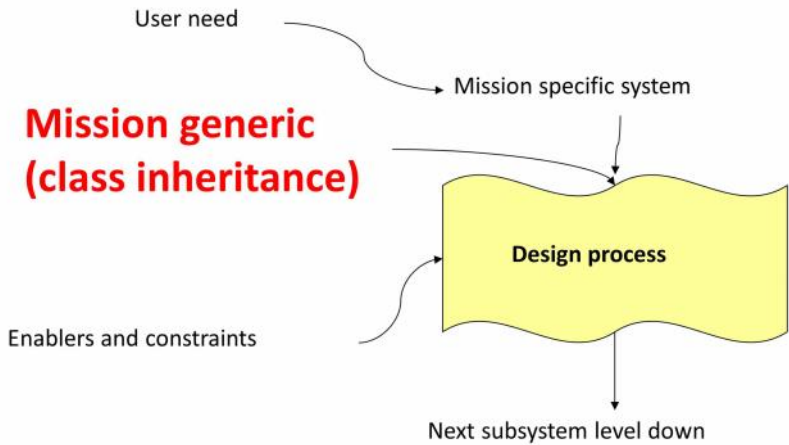 User need
Mission specific system
Mission generic
(class inheritance)
Design process
Enablers and constraints
Next subsystem level down